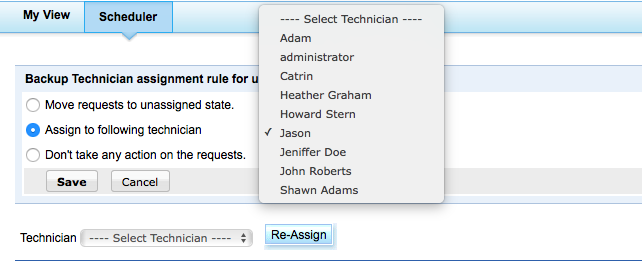 My View
Scheduler
---- Select Technician ----
Adam
administrator
Catrin
Heather Graham
Howard Stern
✓ Jason
Jeniffer Doe
John Roberts
Shawn Adams
Backup Technician assignment rule for u
Move requests to unassigned state.
Assign to following technician
Don't take any action on the requests.
Save Cancel
Technician ---- Select Technician ---- Re-Assign